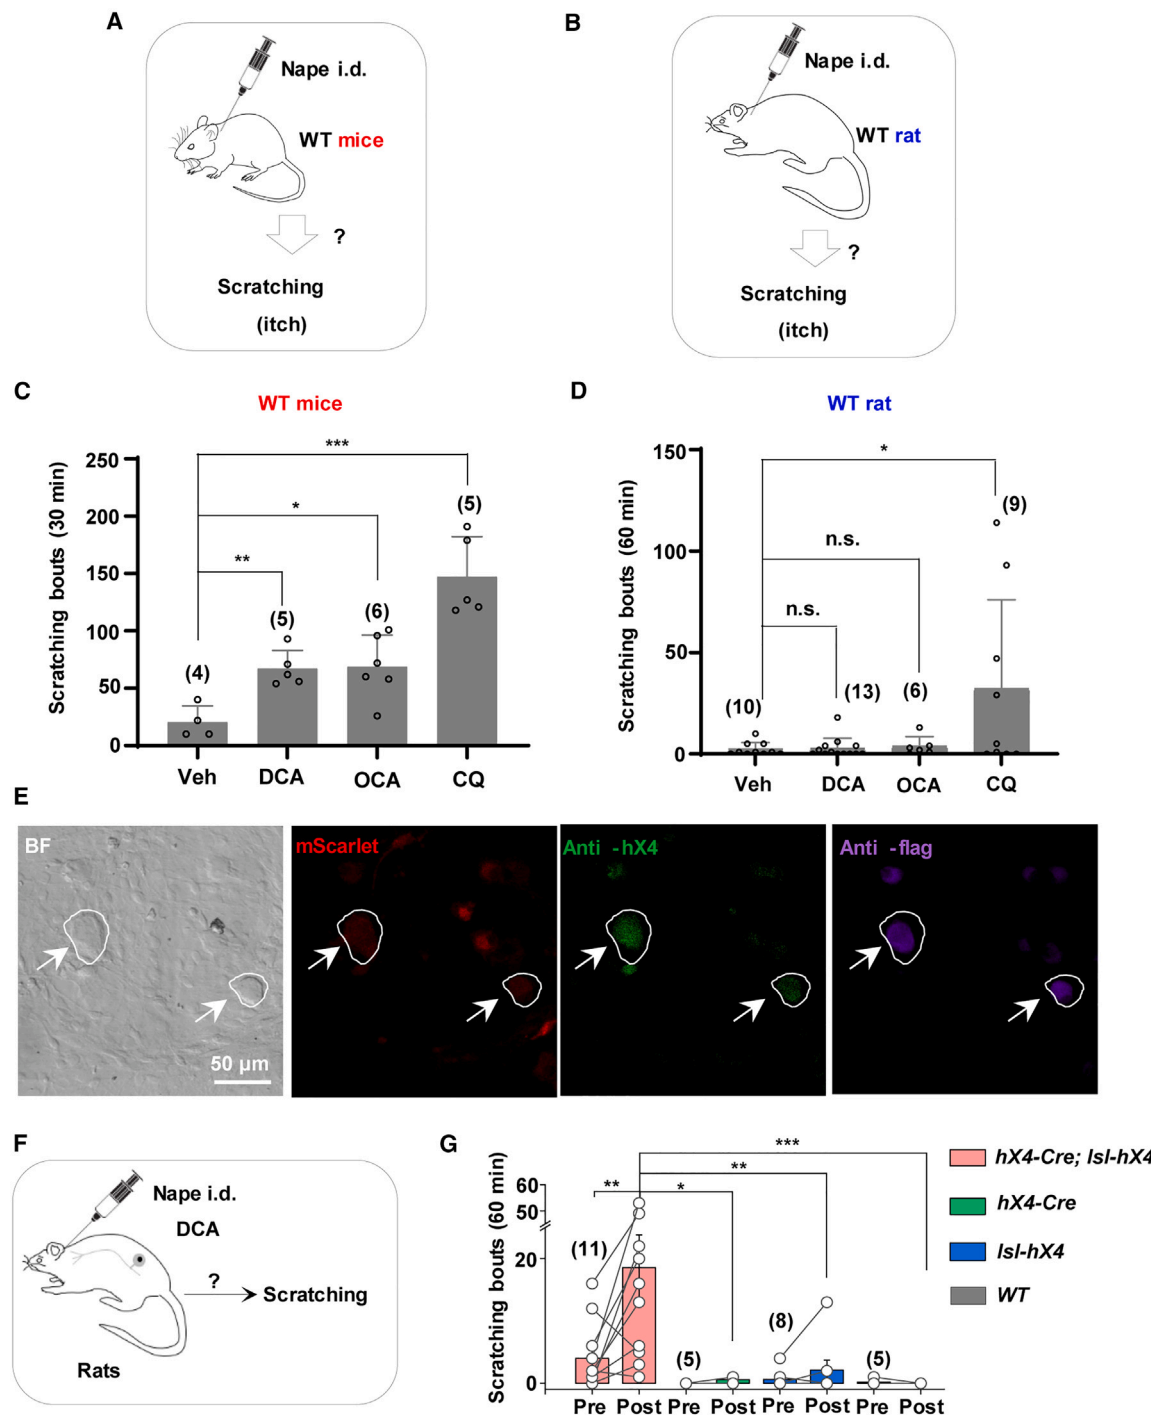 A
Nape i.d.
WT mice
?
Scratching
(itch)
B
Nape i.d.
WT rat
?
Scratching
(itch)
C
WT mice
Scratching bouts (30 min)
250
200
150
100
50
0
***
*
**
(4)
(5)
(6)
(5)
Veh DCA OCA CQ
D
WT rat
Scratching bouts (60 min)
150
100
50
0
*
n.s.
n.s.
(10)
(13)
(6)
(9)
Veh DCA OCA CQ
E
BF
50 µm
mScarlet
Anti -hX4
Anti -flag
F
Nape i.d.
DCA
?
Scratching
Rats
G
Scratching bouts (60 min)
60
50
20
0
***
**
** *
(11)
(5)
(8)
(5)
Pre Post Pre Post Pre Post Pre Post
hX4-Cre; lsl-hX4
hX4-Cre
lsl-hX4
WT